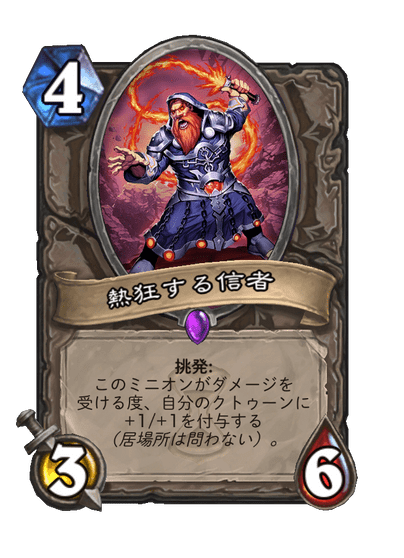 4
熱狂する信者
挑発:
このミニオンがダメージを
受ける度、自分のクトゥーンに
+1/+1を付与する
（居場所は問わない）。
3
6